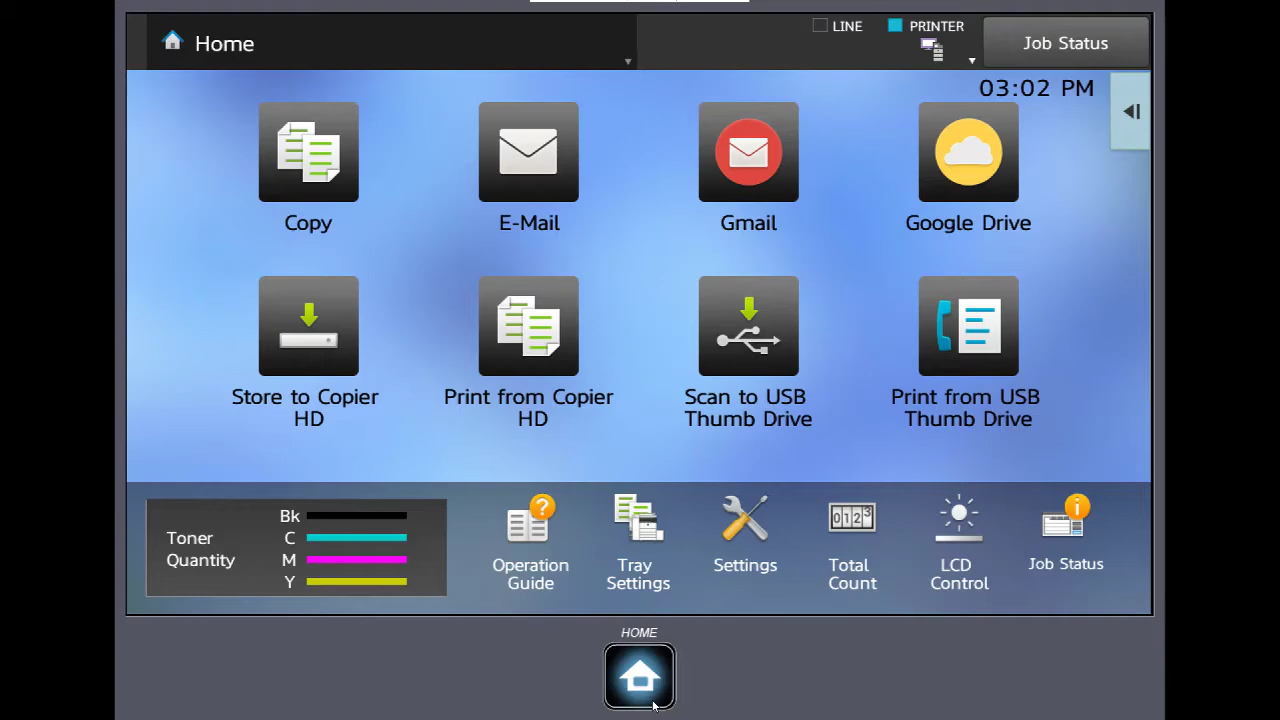 Home
LINE
PRINTER
Job Status
03:02 PM
Copy
E-Mail
Gmail
Google Drive
Store to Copier
HD
Print from Copier
HD
Scan to USB
Thumb Drive
Print from USB
Thumb Drive
Toner
Quantity
Bk
C
M
Y
Operation
Guide
Tray
Settings
Settings
0123
Total
Count
LCD
Control
Job Status
HOME